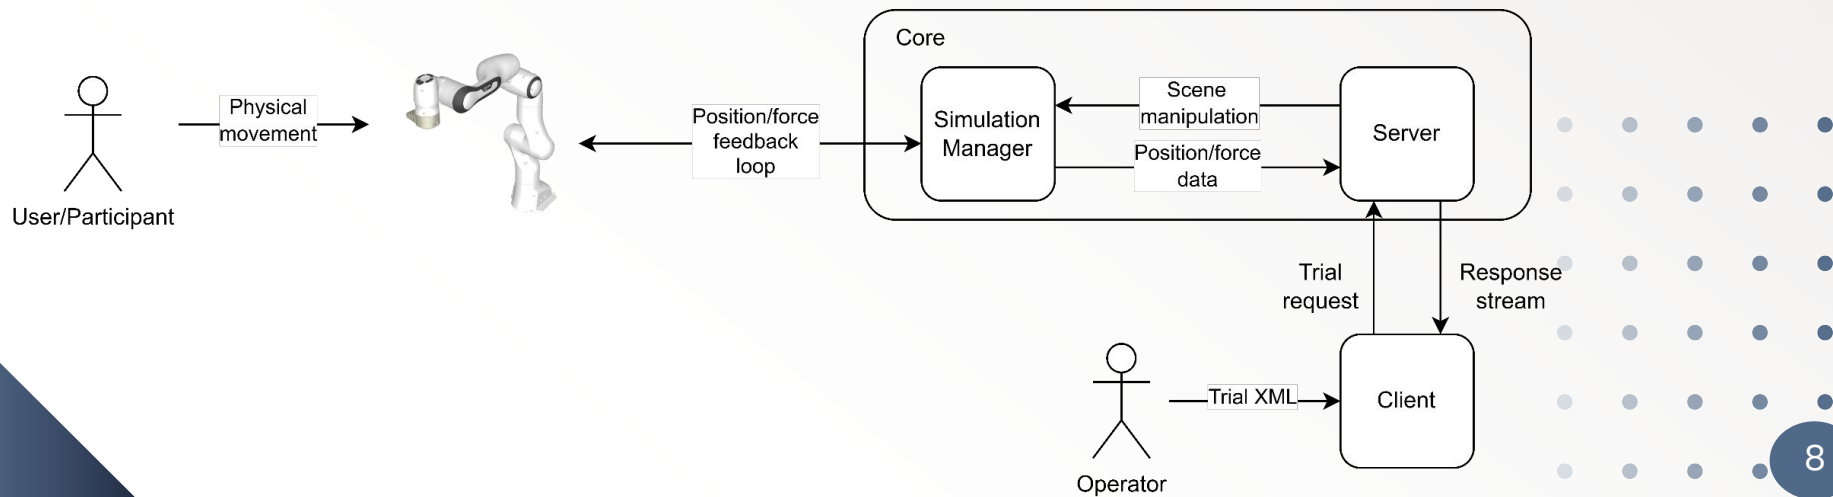 Core
Physical
movement
User/Participant
Position/force
feedback
loop
Simulation
Manager
Scene
manipulation
Position/force
data
Server
Trial
request
Response
stream
Trial XML
Client
Operator
8